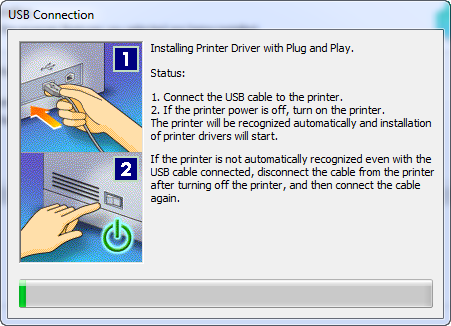 USB Connection
1
Installing Printer Driver with Plug and Play.
Status:
1. Connect the USB cable to the printer.
2. If the printer power is off, turn on the printer.
The printer will be recognized automatically and installation
of printer drivers will start.
2
If the printer is not automatically recognized even with the
USB cable connected, disconnect the cable from the printer
after turning off the printer, and then connect the cable
again.